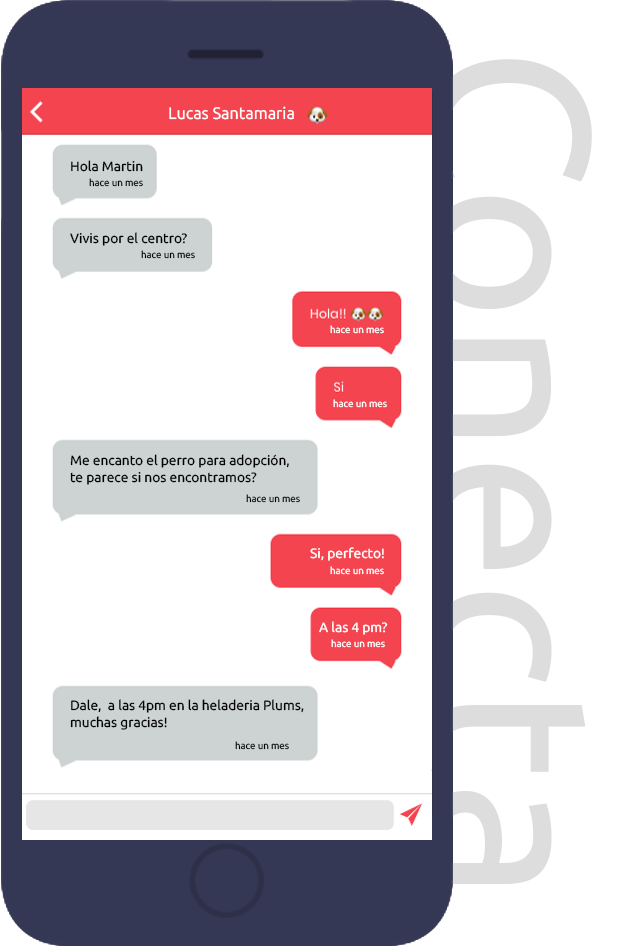 Lucas Santamaria 🐶
Hola Martin
hace un mes
Vivis por el centro?
hace un mes
Hola!! 🐶🐶
hace un mes
Si
hace un mes
Me encanto el perro para adopción,
te parece si nos encontramos?
hace un mes
Si, perfecto!
hace un mes
A las 4 pm?
hace un mes
Dale, a las 4pm en la heladeria Plums,
muchas gracias!
hace un mes
Conecta